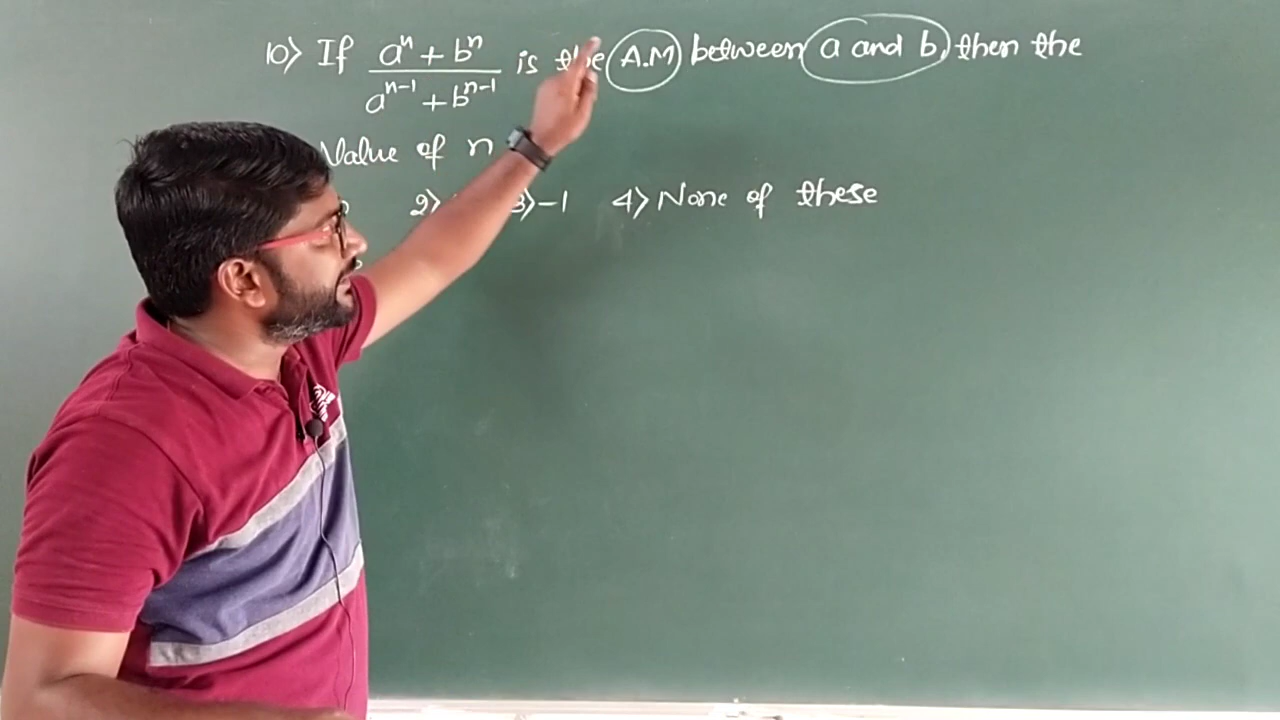 10> If a^n + b^n / a^(n-1) + b^(n-1) is the A.M between a and b, then the
Value of n
2> 3>-1 4> None of these